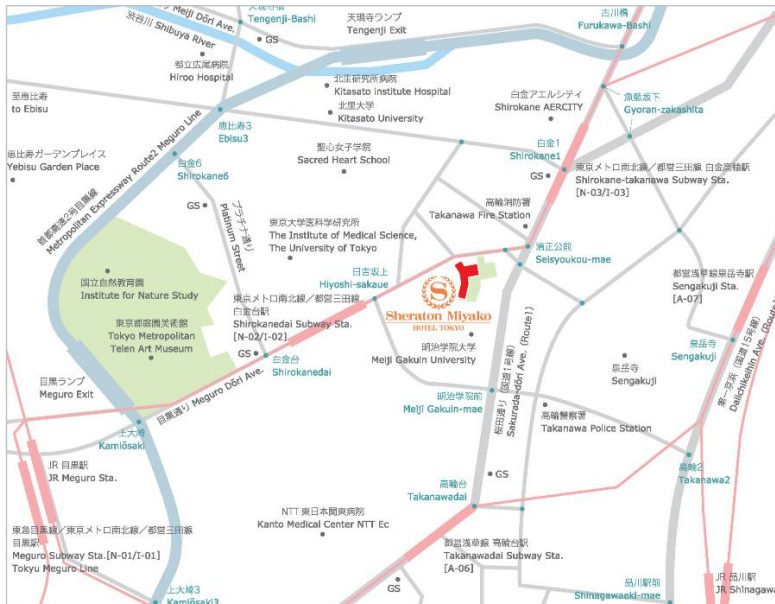 Meiji Dōri Ave.
渋谷川 Shibuya River
天現寺橋
Tengenji-Bashi
GS
天現寺ランプ
Tengenji Exit
古川橋
Furukawa-Bashi
都立広尾病院
Hiroo Hospital
北里研究所病院
Kitasato institute Hospital
北里大学
Kitasato University
白金アエルシティ
Shirokane AERCITY
魚籃坂下
Gyoran-zakashita
至恵比寿
to Ebisu
恵比寿3
Ebisu3
恵比寿ガーデンプレイス
Yebisu Garden Place
白金6
Shirokane6
聖心女子学院
Sacred Heart School
白金1
Shirokane1
GS
東京メトロ南北線/都営三田線 白金高輪駅
Shirokane-takanawa Subway Sta.
[N-03/I-03]
首都高速2号目黒線
Metropolitan Expressway Route2 Meguro Line
GS
プラチナ通り
Platinum Street
高輪消防署
Takanawa Fire Station
東京大学医科学研究所
The Institute of Medical Science,
The University of Tokyo
清正公前
Seisyoukou-mae
国立自然教育園
Institute for Nature Study
日吉坂上
Hiyoshi-sakaue
都営浅草線泉岳寺駅
Sengakuji Sta.
[A-07]
東京メトロ南北線/都営三田線
白金台駅
Shirokanedai Subway Sta.
[N-02/I-02]
S
Sheraton Miyako
HOTEL TOKYO
東京都庭園美術館
Tokyo Metropolitan
Teien Art Museum
GS
白金台
Shirokanedai
明治学院大学
Meiji Gakuin University
桜田通り(国道1号線)
Sakurada-dōri Ave. (Route1)
泉岳寺
Sengakuji
泉岳寺
Sengakuji
第一京浜(国道15号線)
Daiichikeihin Ave.
目黒ランプ
Meguro Exit
目黒通り Meguro Dōri Ave.
明治学院前
Meiji Gakuin-mae
高輪警察署
Takanawa Police Station
上大崎
Kamiōsaki
JR 目黒駅
JR Meguro Sta.
GS
高輪2
Takanawa2
高輪台
Takanawadai
東急目黒線/東京メトロ南北線/都営三田線
目黒駅
Meguro Subway Sta.[N-01/I-01]
Tokyu Meguro Line
NTT 東日本関東病院
Kanto Medical Center NTT Ec
都営浅草線 高輪台駅
Takanawadai Subway Sta.
[A-06]
GS
品川駅前
Shinagawaeki-mae
JR 品川駅
JR Shinagawa
上大崎3
Kamiōsaki3